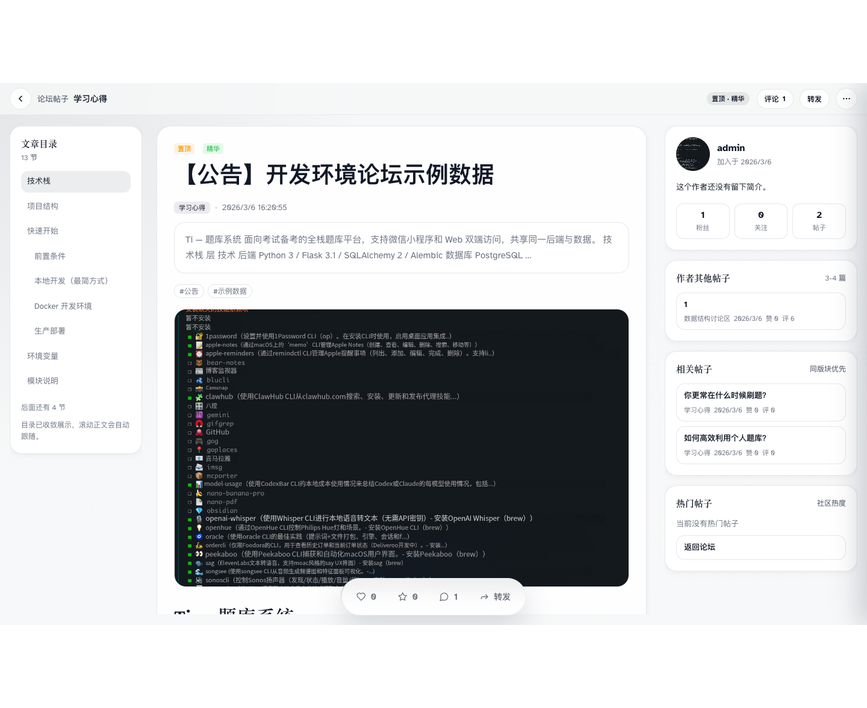 论坛帖子 学习心得
置顶 · 精华
评论 1
转发
文章目录
13 节
技术栈
项目结构
快速开始
前置条件
本地开发（最简方式）
Docker 开发环境
生产部署
环境变量
模块说明
后面还有 4 节
目录已收敛展示，滚动正文会自动
跟随。
置顶 精华
【公告】开发环境论坛示例数据
学习心得 · 2026/3/6 16:20:55
TI — 题库系统 面向考试备考的全栈题库平台，支持微信小程序和 Web 双端访问，共享同一后端与数据。 技
术栈 层 技术 后端 Python 3 / Flask 3.1 / SQLAlchemy 2 / Alembic 数据库 PostgreSQL ...
#公告 #示例数据
暂不安装
暂不安装
1password（设置并使用1Password CLI（op）。在安装CLI时使用，启用桌面应用集成...）
apple-notes（通过macOS上的‘memo’CLI管理Apple Notes（创建、查看、编辑、删除、搜索、移动等））
apple-reminders（通过remindctl CLI管理Apple提醒事项（列出、添加、编辑、完成、删除）。支持li...）
bear-notes
博客监视器
blucli
Camsnap
clawhub（使用ClawHub CLI从clawhub.com搜索、安装、更新和发布代理技能...）
八膛
gemini
gifgrep
GitHub
gog
goplaces
喜马拉雅
imsg
mcporter
model-usage（使用CodexBar CLI的本地成本使用情况来总结Codex或Claude的每模型使用情况，包括...）
nano-banana-pro
nano-pdf
obsidian
openai-whisper（使用Whisper CLI进行本地语音转文本（无需API密钥）· 安装OpenAI Whisper（brew））
openhue（通过OpenHue CLI控制Philips Hue灯和场景。· 安装OpenHue CLI（brew））
oracle（使用oracle CLI的最佳实践（提示词+文件打包、引擎、会话和f...）
ordercli（仅限Foodora的CLI，用于查看历史订单和当前订单状态（Deliveroo开发中）。· 安装...）
peekaboo（使用Peekaboo CLI捕获和自动化macOS用户界面。· 安装Peekaboo（brew））
sag（ElevenLabs文本转语音，支持mac风格的say UX界面）· 安装sag（brew）
songsee（使用songsee CLI从音频生成频谱图和特征面板可视化。·...）
sonoscli（控制Sonos扬声器（发现/状态/播放/音量
0
0
1
转发
admin
加入于 2026/3/6
这个作者还没有留下简介。
1 0 2
粉丝 关注 帖子
作者其他帖子 3-4 篇
1
数据结构讨论区 2026/3/6 赞 0 评 6
相关帖子 同版块优先
你更常在什么时候刷题？
学习心得 2026/3/6 赞 0 评 0
如何高效利用个人题库？
学习心得 2026/3/6 赞 0 评 0
热门帖子 社区热度
当前没有热门帖子
返回论坛